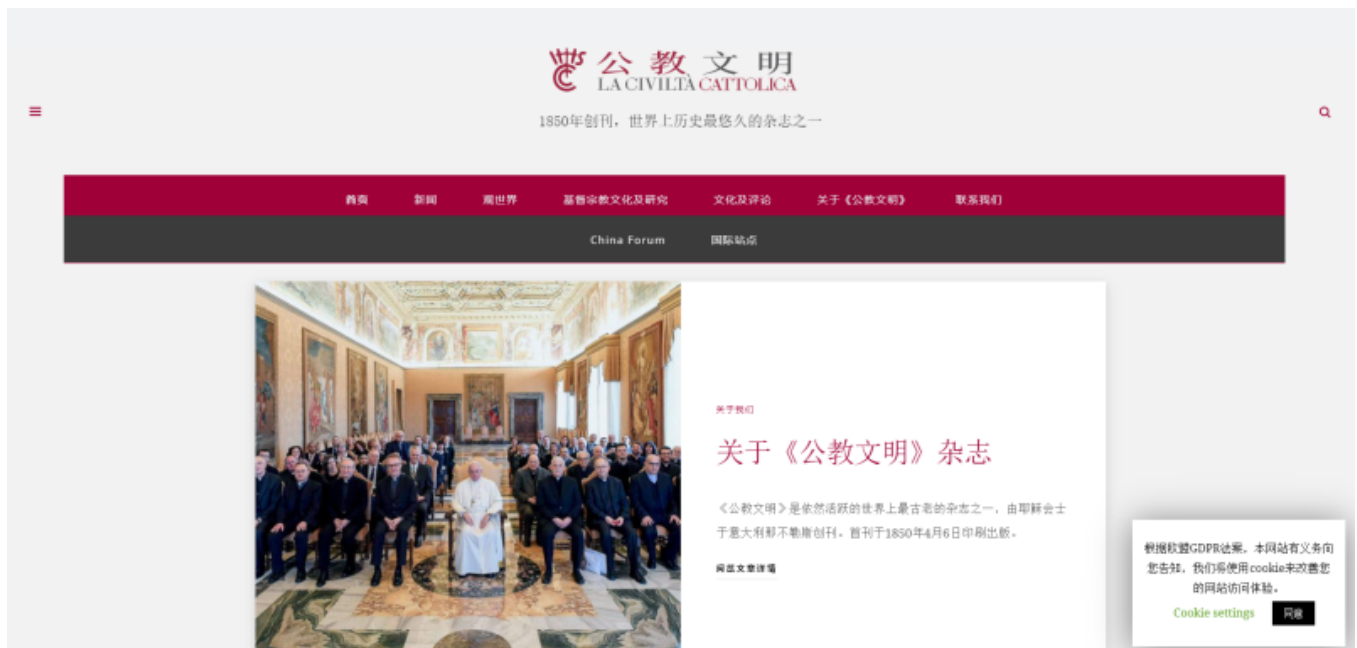 公教文明
LA CIVILTÀ CATTOLICA
1850年创刊，世界上历史最悠久的杂志之一
首页 新闻 观世界 基督宗教文化及研究 文化及评论 关于《公教文明》 联系我们
China Forum 国际站点
关于我们
关于《公教文明》杂志
《公教文明》是依然活跃的世界上最古老的杂志之一，由耶稣会士
于意大利那不勒斯创刊。首刊于1850年4月6日印刷出版。
阅览文章详情
根据欧盟GDPR法案，本网站有义务向
您告知，我们将使用cookie来改善您
的网站访问体验。
Cookie settings 同意